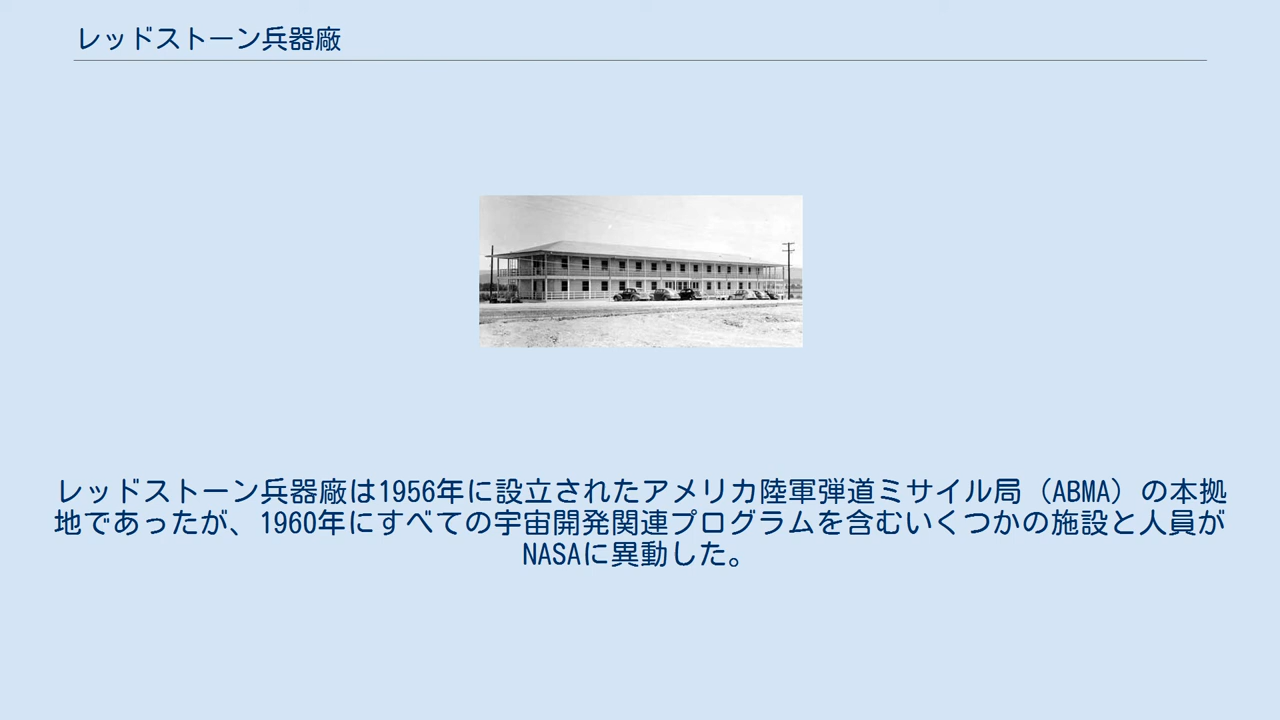 レッドストーン兵器廠
レッドストーン兵器廠は1956年に設立されたアメリカ陸軍弾道ミサイル局（ABMA）の本拠
地であったが、1960年にすべての宇宙開発関連プログラムを含むいくつかの施設と人員が
NASAに異動した。